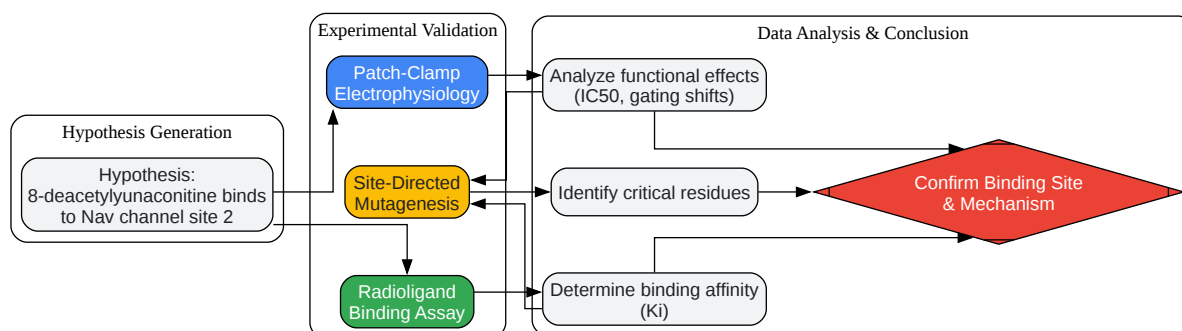 Hypothesis Generation
Hypothesis:
8-deacetylyunaconitine binds
to Nav channel site 2
Experimental Validation
Patch-Clamp
Electrophysiology
Site-Directed
Mutagenesis
Radioligand
Binding Assay
Data Analysis & Conclusion
Analyze functional effects
(IC50, gating shifts)
Identify critical residues
Determine binding affinity
(Ki)
Confirm Binding Site
& Mechanism